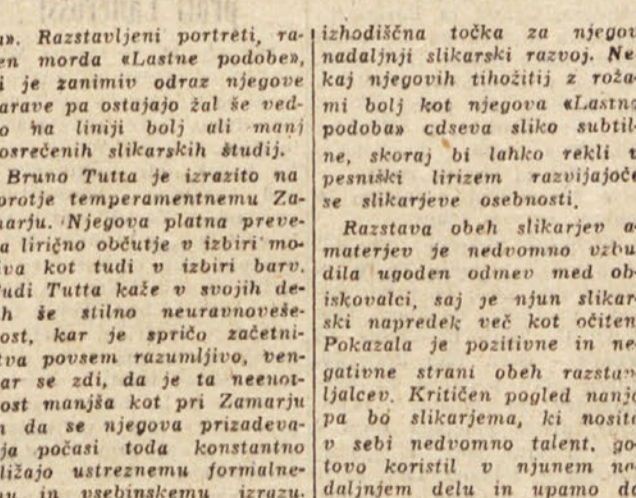 ». Razstavljeni portreti, ra-
en morda «Lastne podobe»,
i je zanimiv odraz njegove
arave pa ostajajo žal še ved-
o na liniji bolj ali manj
osrečenih slikarskih študij.
Bruno Tutta je izrazito na
protje temperamentnemu Za-
marju. Njegova platna preve-
a lirično občutje v izbiri mo-
iva kot tudi v izbiri barv.
udi Tutta kaže v svojih de-
h še stilno neuravnoveše-
ost, kar je spričo začetni-
tva povsem razumljivo, ven-
ar se zdi, da je ta neenot-
ost manjša kot pri Zamarju
n da se njegova prizadeva-
ja počasi toda konstantno
ližajo ustreznemu formalne-
mu in vsebinskemu izrazu.
izhodiščna točka za njegov
nadaljnji slikarski razvoj. Ne-
kaj njegovih tihožitij z roža-
mi bolj kot njegova «Lastna
podoba» cdseva sliko subtil-
ne, skoraj bi lahko rekli v
pesniški lirizem razvijajoče
se slikarjeve osebnosti.
Razstava obeh slikarjev a-
materjev je nedvomno vzbu-
dila ugoden odmev med ob-
iskovalci, saj je njun slikar-
ski napredek več kot očiten.
Pokazala je pozitivne in ne-
gativne strani obeh razstav-
ljalcev. Kritičen pogled nanjo
pa bo slikarjema, ki nosita
v sebi nedvomno talent, go-
tovo koristil v njunem na-
daljnjem delu in upamo da